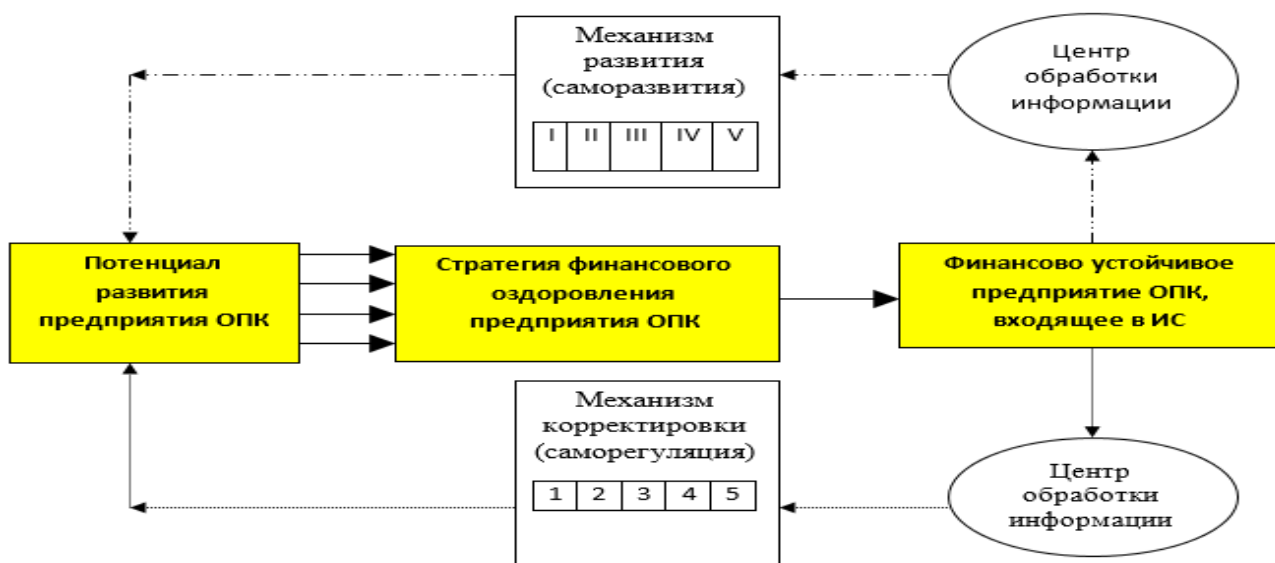 Механизм
развития
(саморазвития)
I II III IV V
Центр
обработки
информации
Потенциал
развития
предприятия ОПК
Стратегия финансового
оздоровления
предприятия ОПК
Финансово устойчивое
предприятие ОПК,
входящее в ИС
Механизм
корректировки
(саморегуляция)
1 2 3 4 5
Центр
обработки
информации